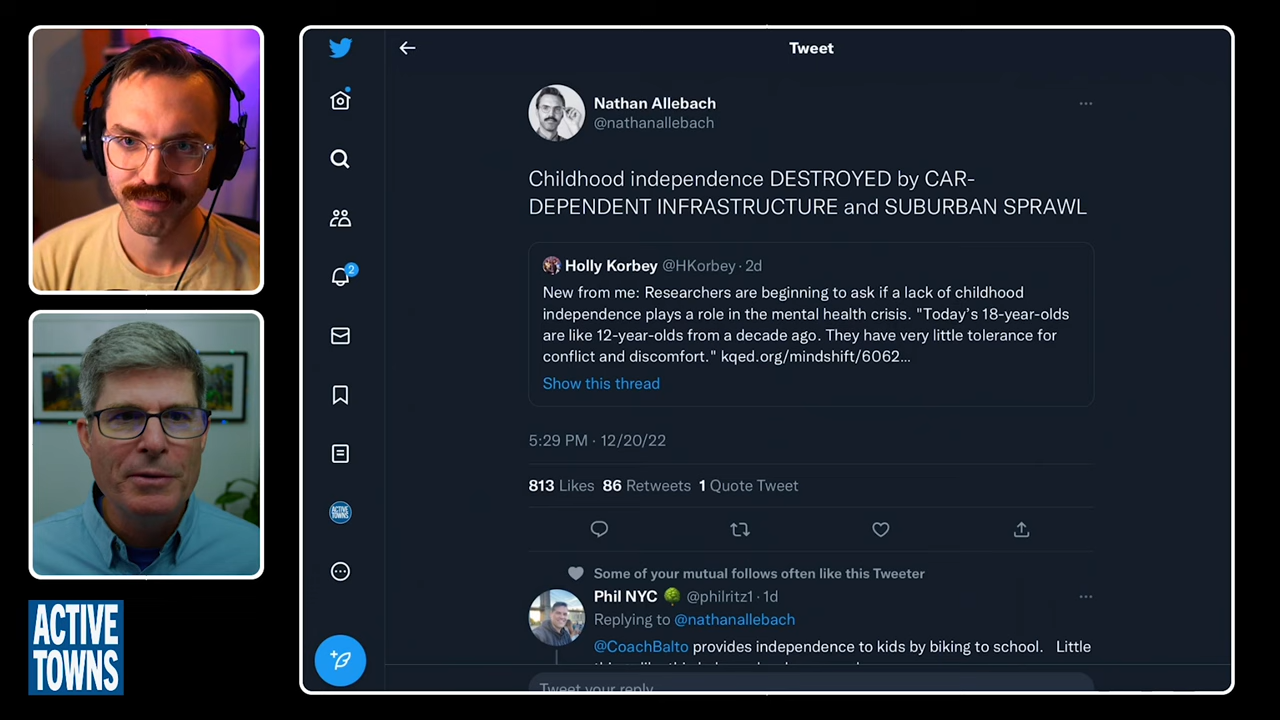 Tweet
Nathan Allebach
@nathanallebach
Childhood independence DESTROYED by CAR-
DEPENDENT INFRASTRUCTURE and SUBURBAN SPRAWL
Holly Korbey @HKorbey · 2d
New from me: Researchers are beginning to ask if a lack of childhood
independence plays a role in the mental health crisis. "Today's 18-year-olds
are like 12-year-olds from a decade ago. They have very little tolerance for
conflict and discomfort." kqed.org/mindshift/6062...
Show this thread
5:29 PM · 12/20/22
813 Likes 86 Retweets 1 Quote Tweet
Some of your mutual follows often like this Tweeter
Phil NYC @philritz1 · 1d
Replying to @nathanallebach
@CoachBalto provides independence to kids by biking to school. Little
Tweet your reply
2
ACTIVE
TOWNS
ACTIVE
TOWNS